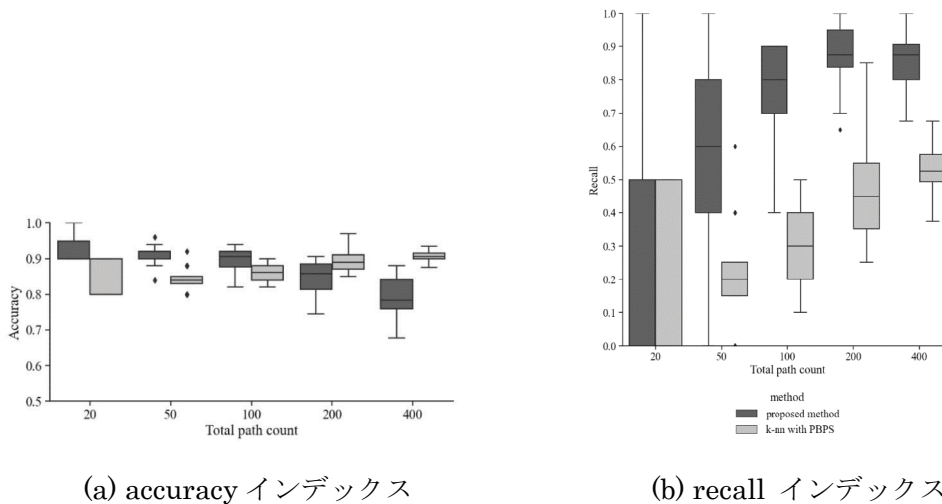 1.0
0.9
0.8
0.7
0.6
0.5
Accuracy
20 50 100 200 400
Total path count
(a) accuracy インデックス
1.0
0.9
0.8
0.7
0.6
0.5
0.4
0.3
0.2
0.1
0.0
Recall
20 50 100 200 400
Total path count
method
proposed method
k-nn with PBPS
(b) recall インデックス